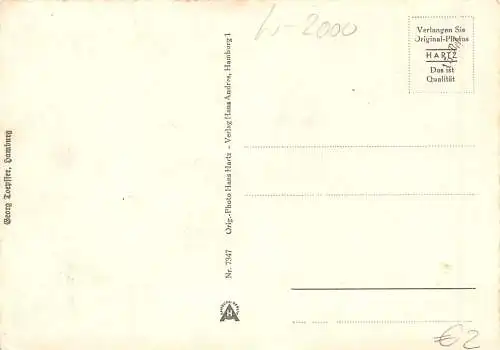 W-2000
Verlangen Sie
Original-Photos
HARTZ
Das ist
Qualität
Georg Toepffer, Hamburg
Nr. 7347 Orig.-Photo Hans Hartz – Verlag Hans Andres, Hamburg 1
€2